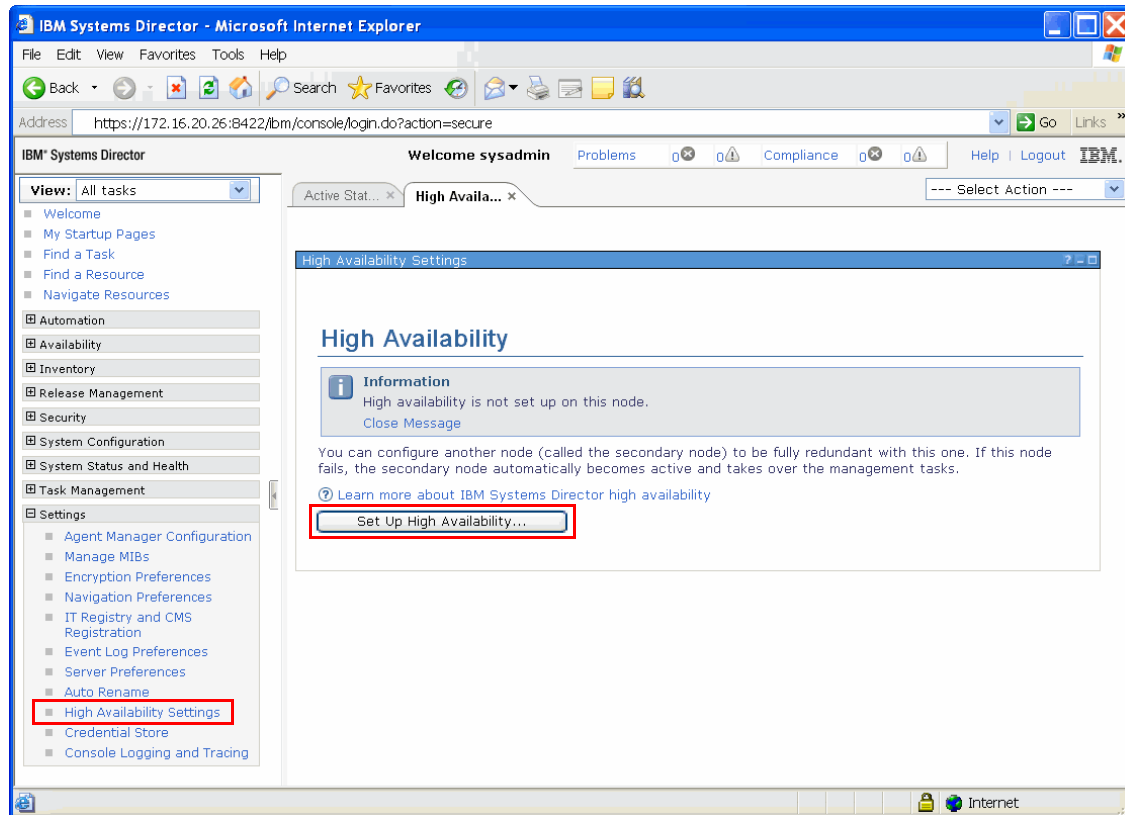 IBM Systems Director - Microsoft Internet Explorer
File Edit View Favorites Tools Help
Back Search Favorites
Address https://172.16.20.26:8422/ibm/console/login.do?action=secure Go Links »
IBM® Systems Director Welcome sysadmin Problems 0 0 Compliance 0 0 Help | Logout IBM.
View: All tasks
Active Stat... × High Availa... × --- Select Action ---
Welcome
My Startup Pages
Find a Task
Find a Resource
Navigate Resources
Automation
Availability
Inventory
Release Management
Security
System Configuration
System Status and Health
Task Management
Settings
Agent Manager Configuration
Manage MIBs
Encryption Preferences
Navigation Preferences
IT Registry and CMS
Registration
Event Log Preferences
Server Preferences
Auto Rename
High Availability Settings
Credential Store
Console Logging and Tracing
High Availability Settings ?
High Availability
Information
High availability is not set up on this node.
Close Message
You can configure another node (called the secondary node) to be fully redundant with this one. If this node
fails, the secondary node automatically becomes active and takes over the management tasks.
? Learn more about IBM Systems Director high availability
Set Up High Availability...
Internet